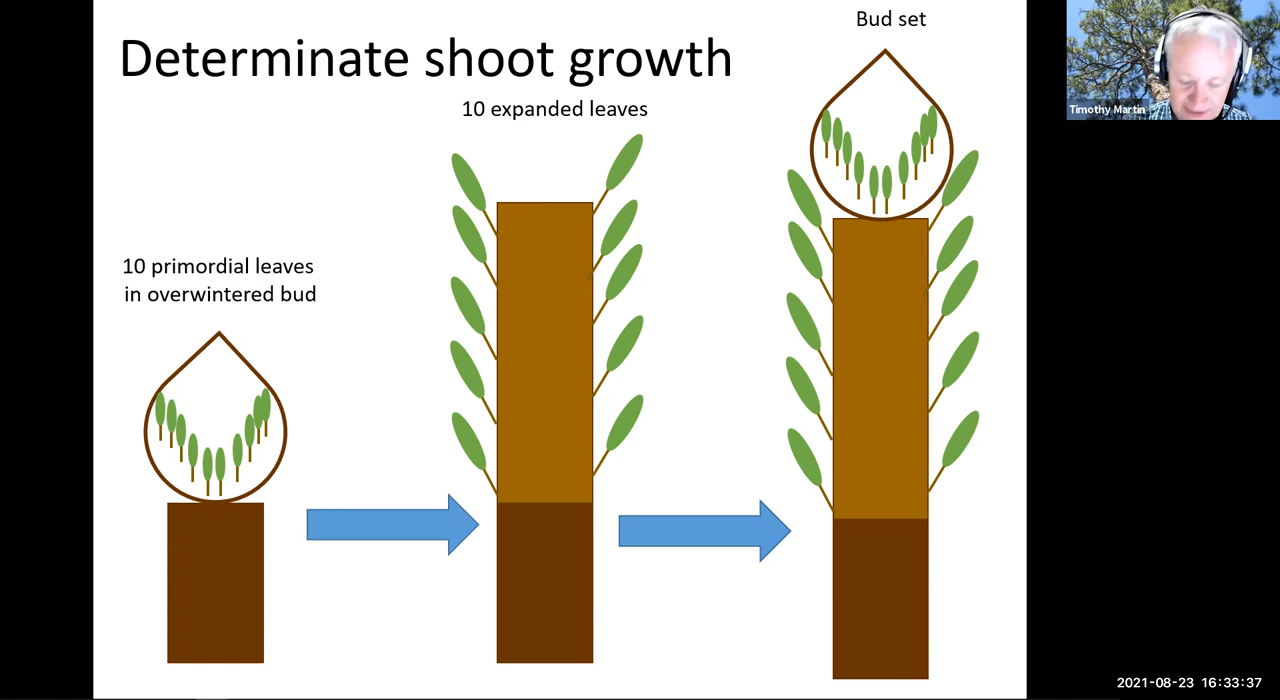 Determinate shoot growth
10 primordial leaves
in overwintered bud
10 expanded leaves
Bud set
Timothy Martin
2021-08-23 16:33:37